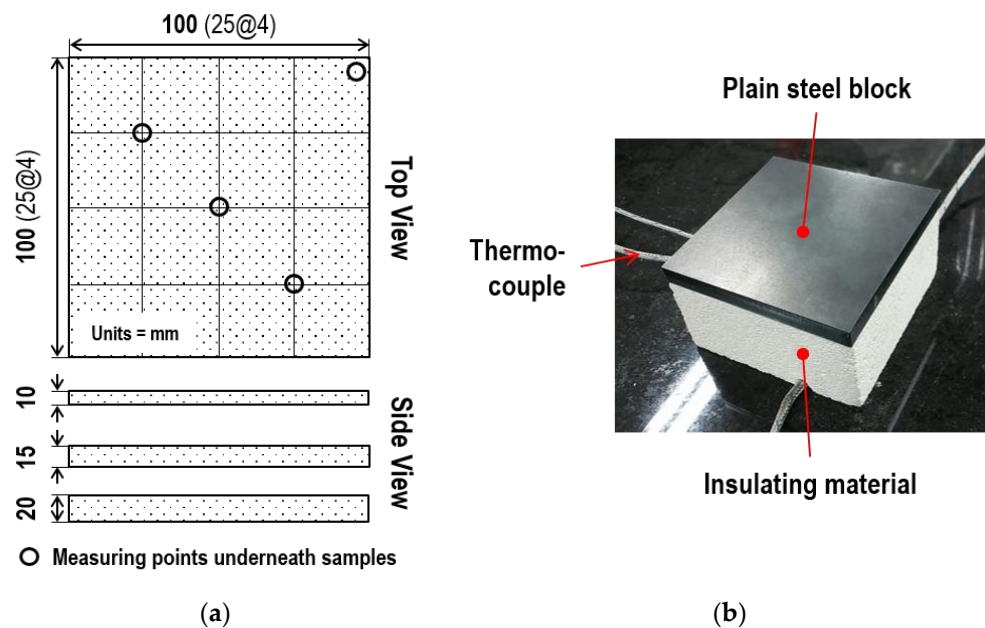 100 (25@4)
100 (25@4)
Top View
Units = mm
10
15
20
Side View
Measuring points underneath samples
(a)
Plain steel block
Thermo-
couple
Insulating material
(b)